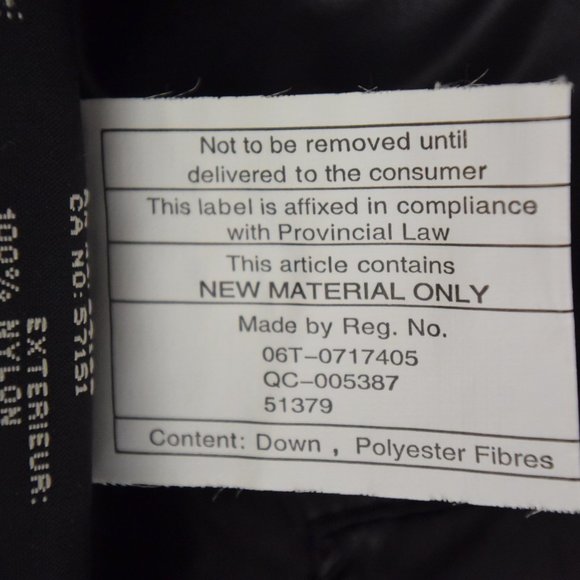 Not to be removed until
delivered to the consumer
This label is affixed in compliance
with Provincial Law
This article contains
NEW MATERIAL ONLY
Made by Reg. No.
06T-0717405
QC-005387
51379
Content: Down , Polyester Fibres
CA NO: 57151
EXTERIEUR:
100% NYLON